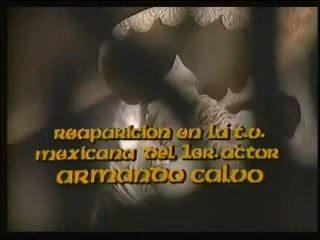 Reaparicion en la t.v.
mexicana del 1er. actor
armando calvo